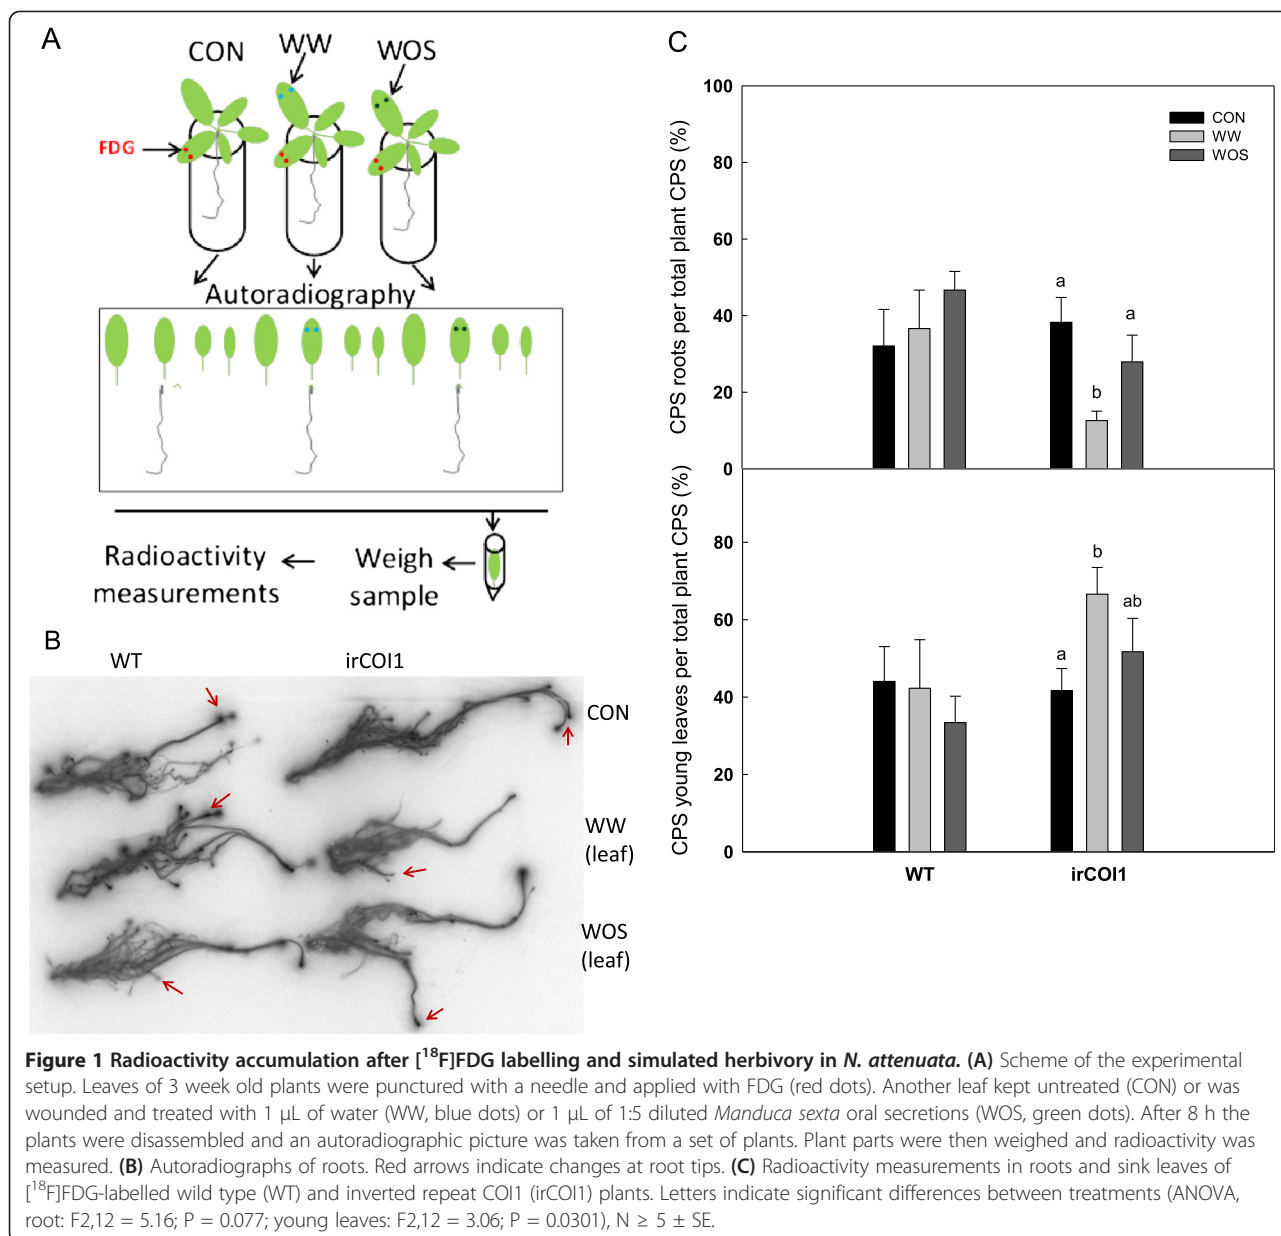 A
CON
WW
WOS
FDG
Autoradiography
Radioactivity
measurements
Weigh
sample
B
WT
irCOI1
CON
WW
(leaf)
WOS
(leaf)
C
CPS roots per total plant CPS (%)
100
80
60
40
20
0
CON
WW
WOS
a
b
a
CPS young leaves per total plant CPS (%)
80
60
40
20
0
a
b
ab
WT
irCOI1
Figure 1 Radioactivity accumulation after [18F]FDG labelling and simulated herbivory in N. attenuata. (A) Scheme of the experimental
setup. Leaves of 3 week old plants were punctured with a needle and applied with FDG (red dots). Another leaf kept untreated (CON) or was
wounded and treated with 1 μL of water (WW, blue dots) or 1 μL of 1:5 diluted Manduca sexta oral secretions (WOS, green dots). After 8 h the
plants were disassembled and an autoradiographic picture was taken from a set of plants. Plant parts were then weighed and radioactivity was
measured. (B) Autoradiographs of roots. Red arrows indicate changes at root tips. (C) Radioactivity measurements in roots and sink leaves of
[18F]FDG-labelled wild type (WT) and inverted repeat COI1 (irCOI1) plants. Letters indicate significant differences between treatments (ANOVA,
root: F2,12 = 5.16; P = 0.077; young leaves: F2,12 = 3.06; P = 0.0301), N ≥ 5 ± SE.